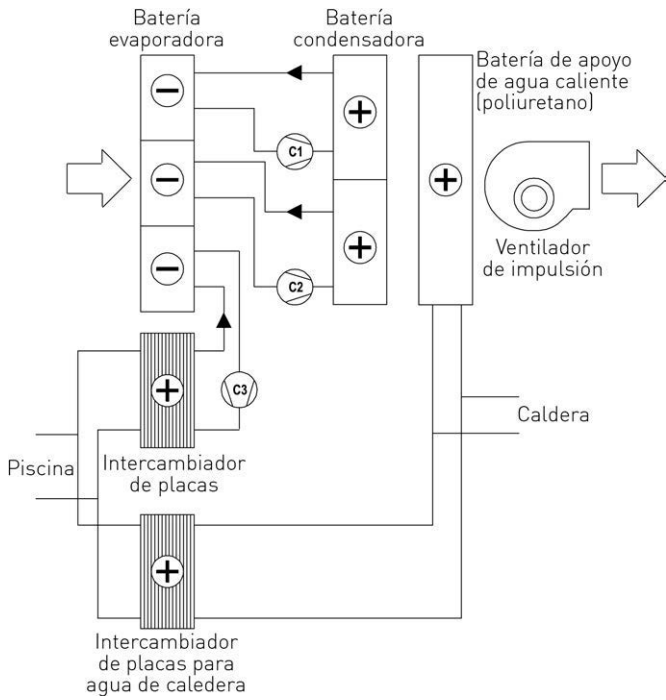 Batería
evaporadora
Batería
condensadora
Batería de apoyo
de agua caliente
(poliuretano)
C1
C2
Ventilador
de impulsión
C3
Caldera
Piscina
Intercambiador
de placas
Intercambiador
de placas para
agua de caledera